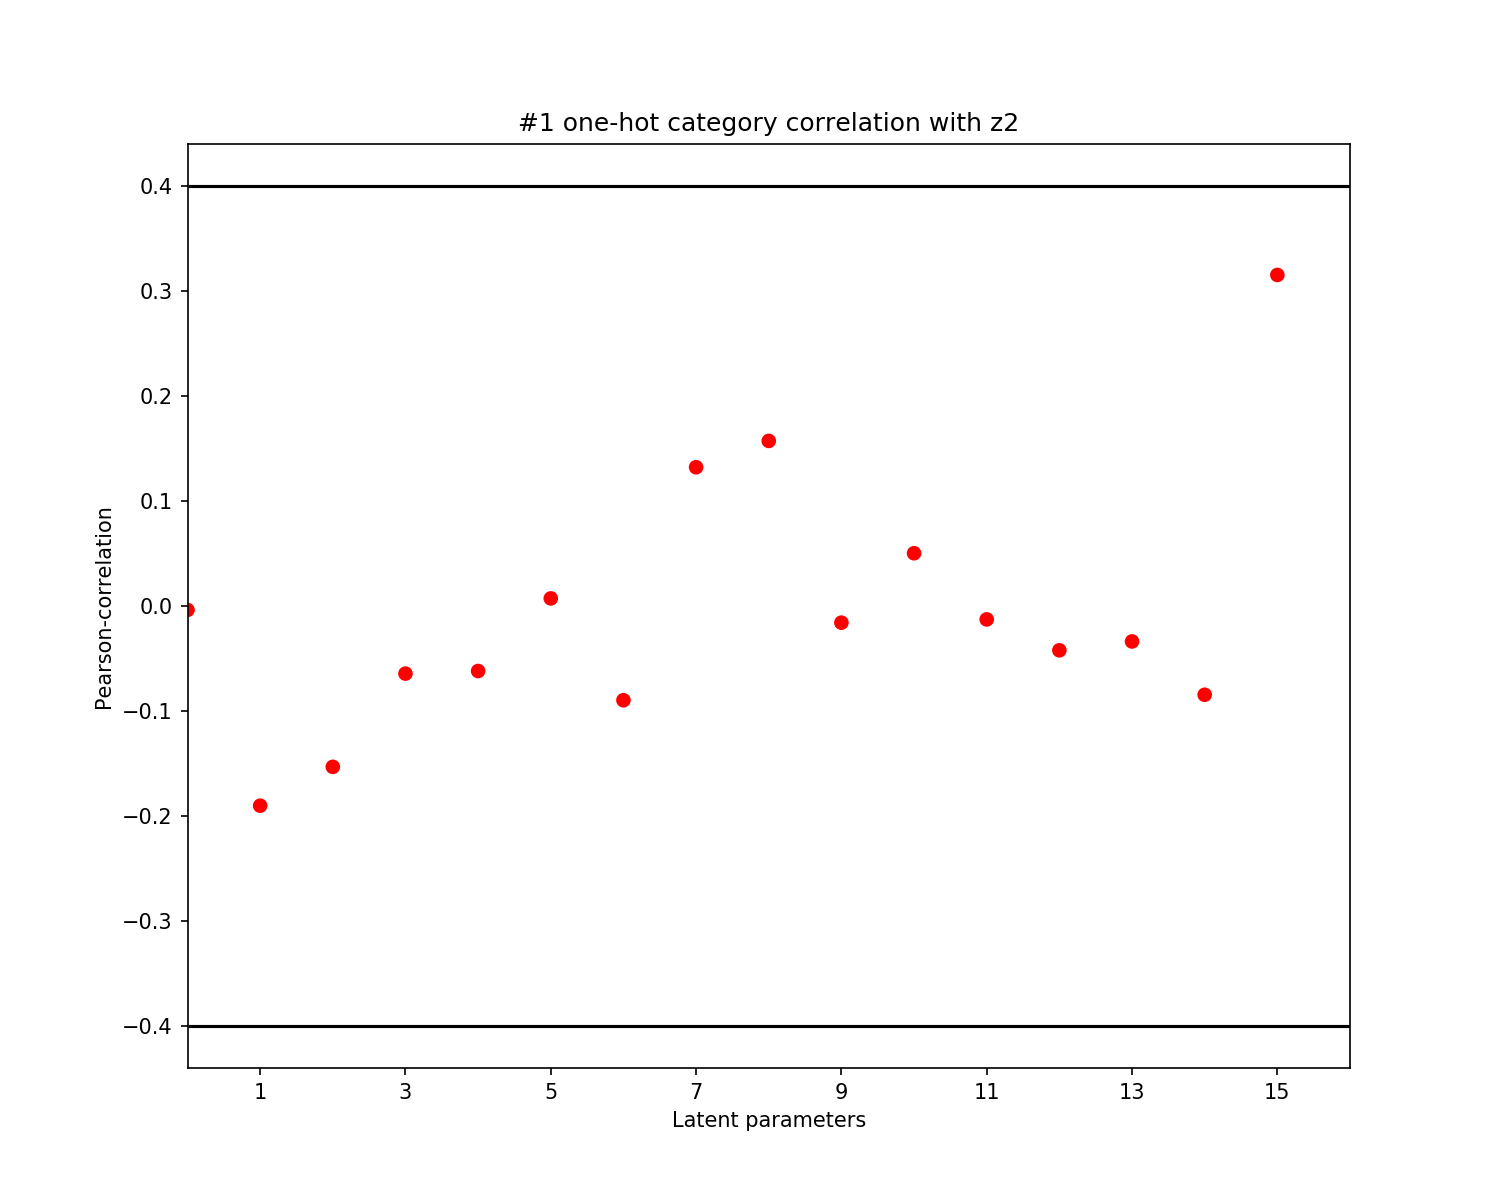 #1 one-hot category correlation with z2
0.4
0.3
0.2
0.1
0.0
−0.1
−0.2
−0.3
−0.4
Pearson-correlation
1 3 5 7 9 11 13 15
Latent parameters